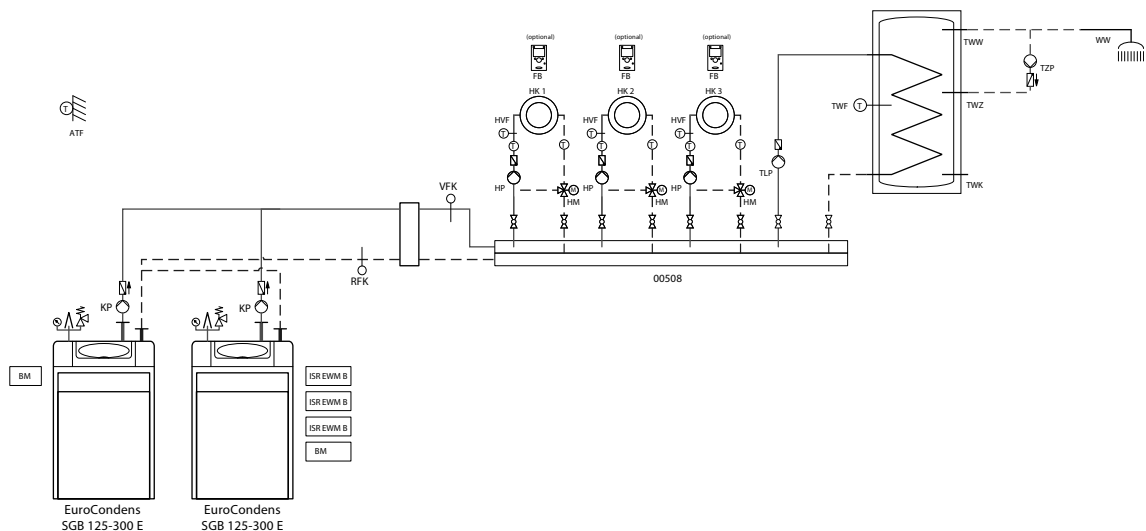 (optional) (optional) (optional)
FB FB FB
HK 1 HK 2 HK 3
TWW WW
TZP
TWZ
TWF T
T
ATF
HVF HVF HVF
T T T
T T T T T T
TLP
HP HP HP
M M M
HM HM HM
TWK
VFK
RFK
00508
KP KP
BM
ISR EWM B
ISR EWM B
ISR EWM B
BM
EuroCondens
SGB 125-300 E
EuroCondens
SGB 125-300 E